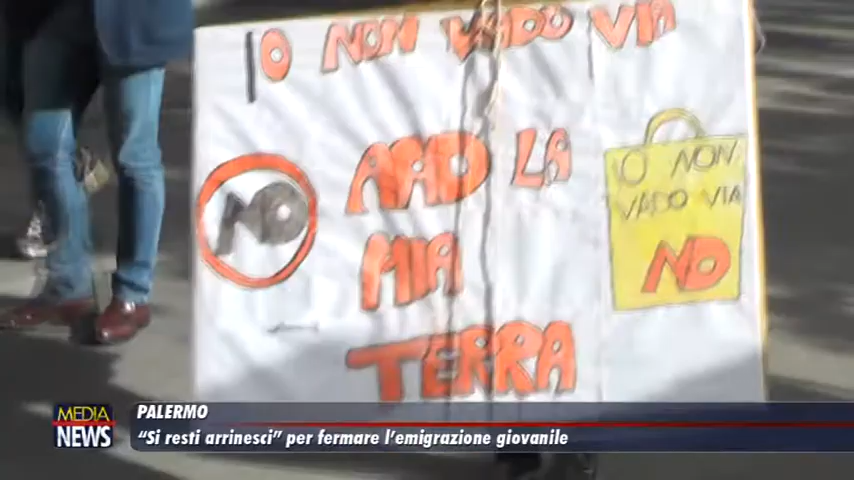 IO NON VADO VIA
NO
AMO LA
MIA
TERRA
IO NON
VADO VIA
NO
MEDIA
NEWS
PALERMO
“Si resti arrinesci” per fermare l’emigrazione giovanile